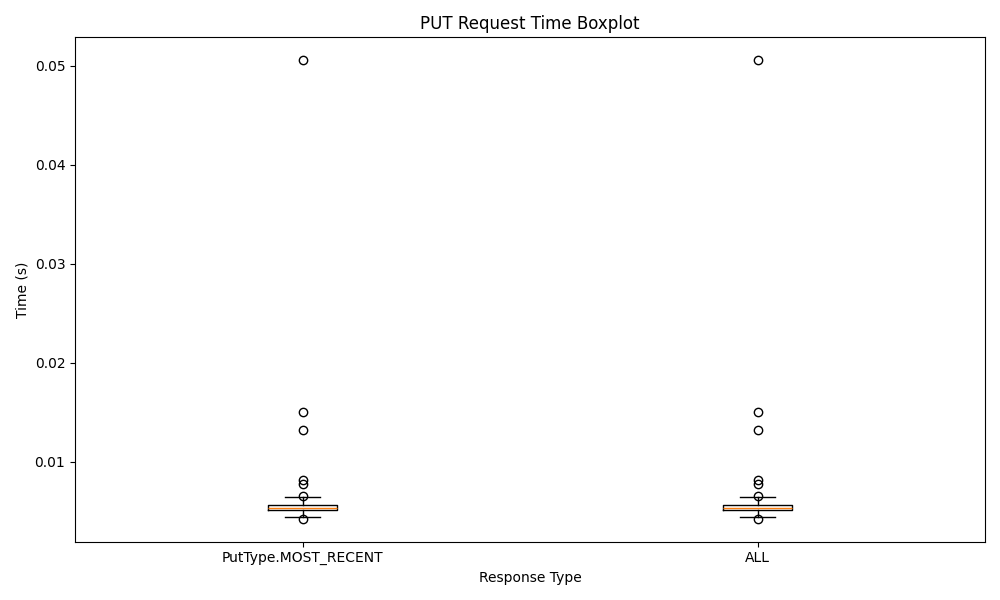 PUT Request Time Boxplot
0.05
0.04
0.03
0.02
0.01
Time (s)
PutType.MOST_RECENT
ALL
Response Type